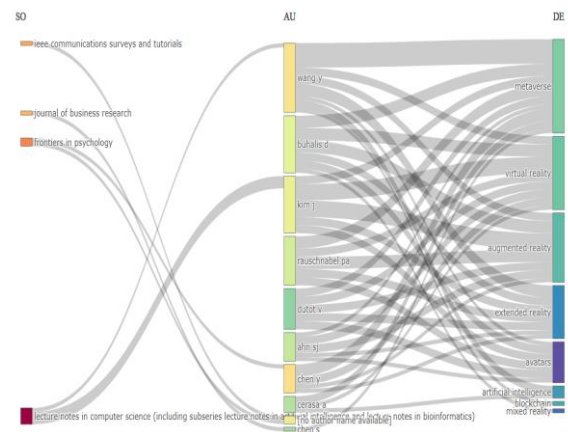 SO
AU
DE
ieee communications surveys and tutorials
journal of business research
frontiers in psychology
lecture notes in computer science (including subseries lecture notes in artificial intelligence and lecture notes in bioinformatics)
wang y
buhalis d
kim j
rauschnabel pa
dutot v
ahn sj
chen y
cerasa a
[no author name available]
chen s
metaverse
virtual reality
augmented reality
extended reality
avatars
artificial intelligence
blockchain
mixed reality